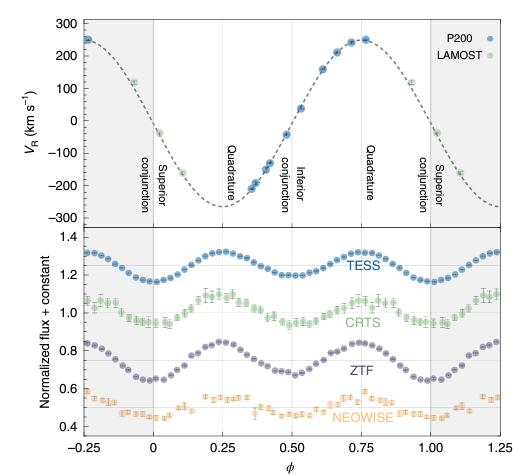 300
200
100
0
−100
−200
−300
V_R (km s⁻¹)
P200
LAMOST
Superior
conjunction
Quadrature
Inferior
conjunction
Quadrature
Superior
conjunction
1.4
1.2
1.0
0.8
0.6
0.4
Normalized flux + constant
TESS
CRTS
ZTF
NEOWISE
−0.25
0
0.25
0.50
0.75
1.00
1.25
ϕ